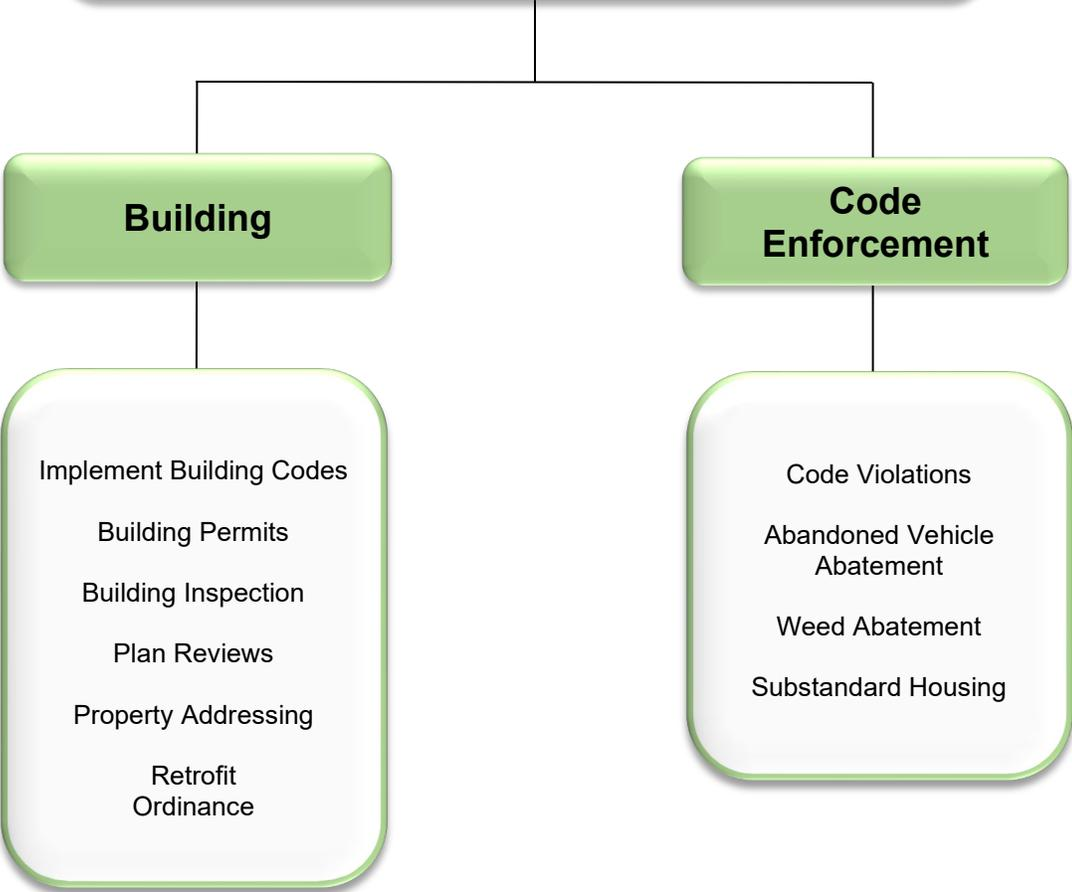 Building
Code
Enforcement
Implement Building Codes
Building Permits
Building Inspection
Plan Reviews
Property Addressing
Retrofit
Ordinance
Code Violations
Abandoned Vehicle
Abatement
Weed Abatement
Substandard Housing